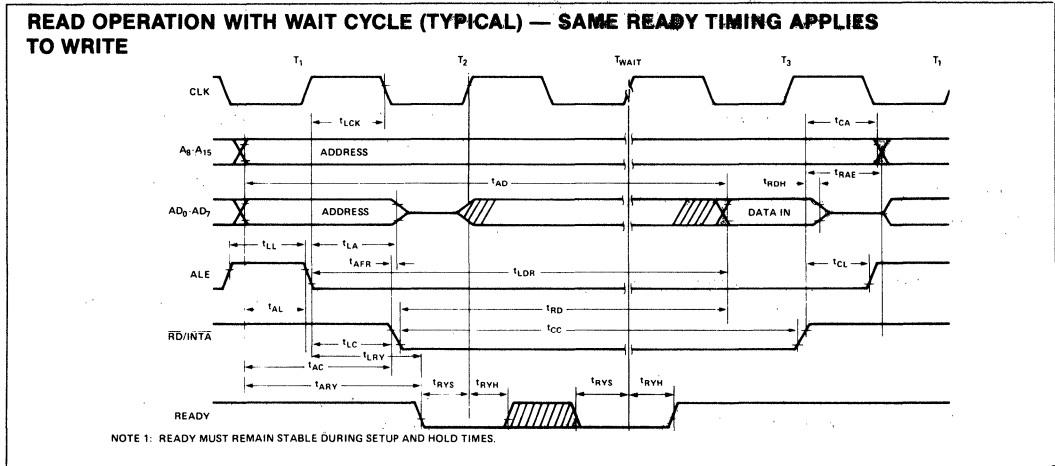 READ OPERATION WITH WAIT CYCLE (TYPICAL) — SAME READY TIMING APPLIES
TO WRITE
T1 T2 TWAIT T3 T1
CLK
tLCK tCA
A8-A15 ADDRESS
tRAE
tAD tRDH
AD0-AD7 ADDRESS DATA IN
tLL tLA
tAFR tLDR tCL
ALE
tAL tRD
RD/INTA tCC
tLC
tLRY
tAC
tARY tRYS tRYH tRYS tRYH
READY
NOTE 1: READY MUST REMAIN STABLE DURING SETUP AND HOLD TIMES.